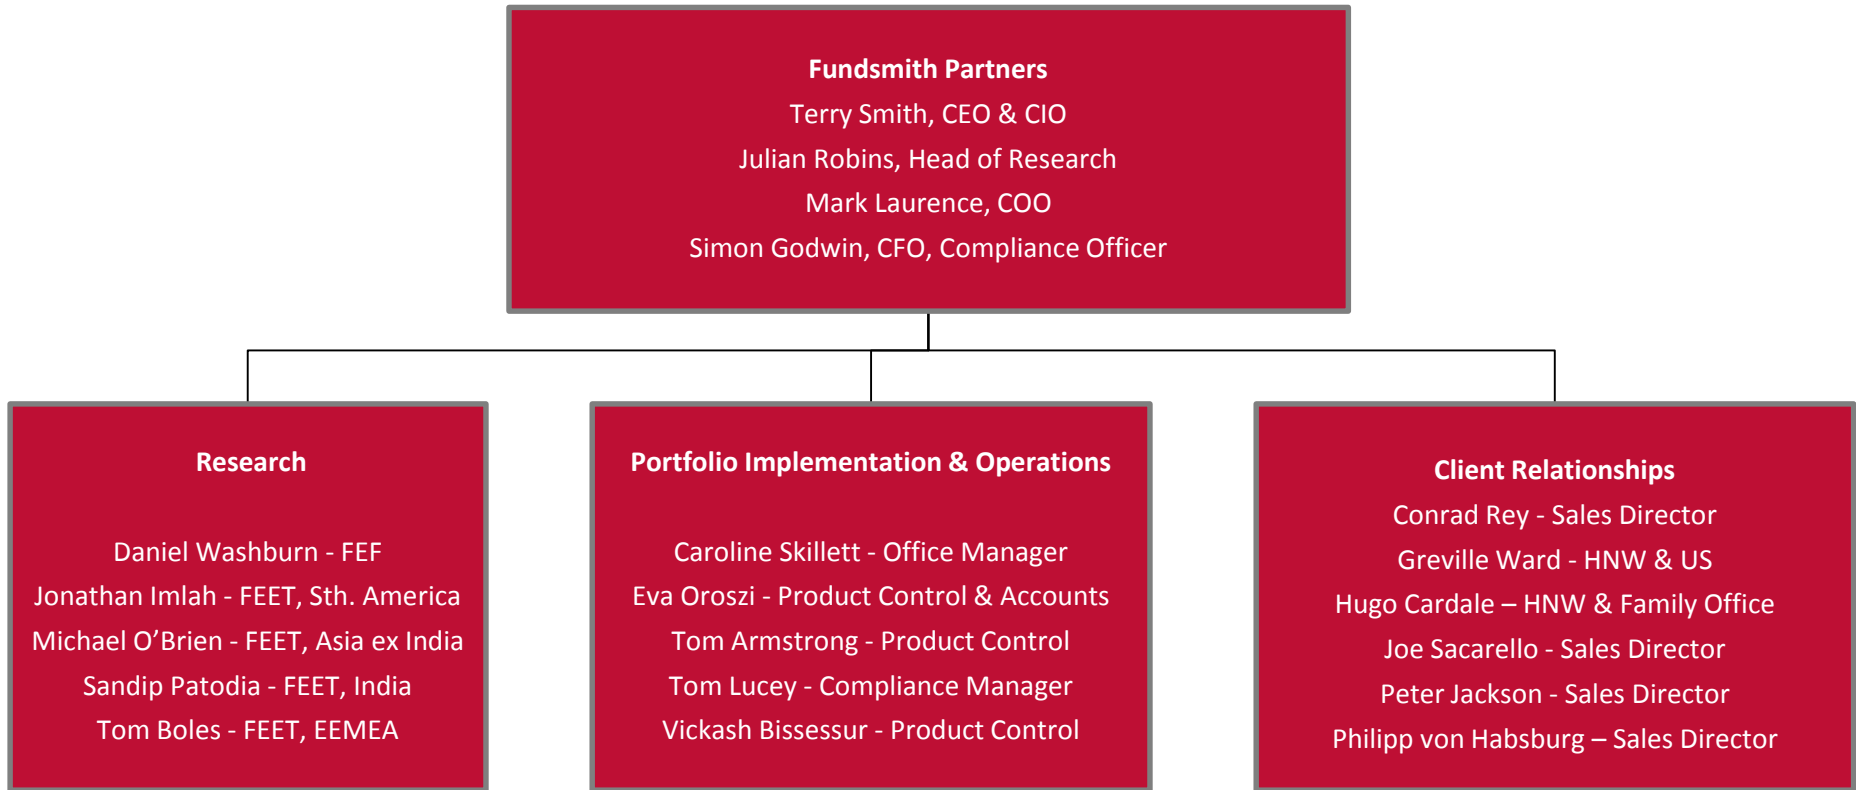 Fundsmith Partners
Terry Smith, CEO & CIO
Julian Robins, Head of Research
Mark Laurence, COO
Simon Godwin, CFO, Compliance Officer
Research
Daniel Washburn - FEF
Jonathan Imlah - FEET, Sth. America
Michael O’Brien - FEET, Asia ex India
Sandip Patodia - FEET, India
Tom Boles - FEET, EEMEA
Portfolio Implementation & Operations
Caroline Skillett - Office Manager
Eva Oroszi - Product Control & Accounts
Tom Armstrong - Product Control
Tom Lucey - Compliance Manager
Vickash Bissessur - Product Control
Client Relationships
Conrad Rey - Sales Director
Greville Ward - HNW & US
Hugo Cardale – HNW & Family Office
Joe Sacarello - Sales Director
Peter Jackson - Sales Director
Philipp von Habsburg – Sales Director